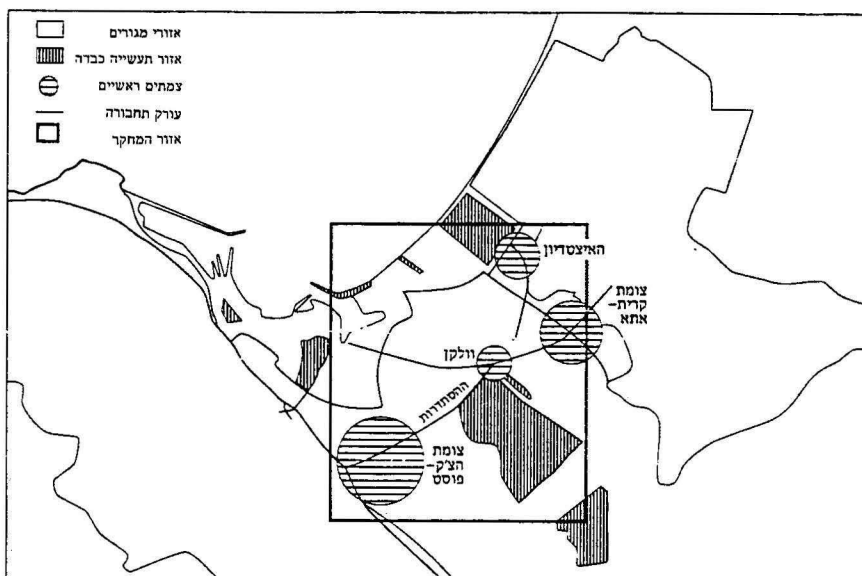 אזורי מגורים
אזור תעשייה כבדה
צמתים ראשיים
עורק תחבורה
אזור המחקר
האיצטדיון
צומת
קרית-
אתא
וולקן
ההסתדרות
צומת
הצ'ק-
פוסט